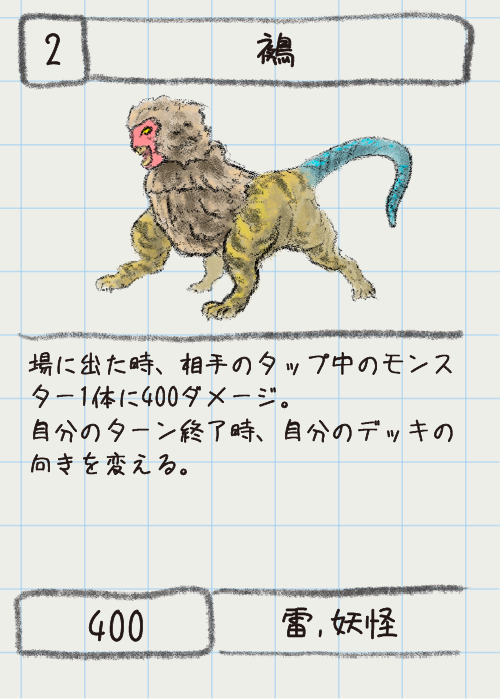 2
鵺
場に出た時、相手のタップ中のモンス
ター1体に400ダメージ。
自分のターン終了時、自分のデッキの
向きを変える。
400
雷,妖怪